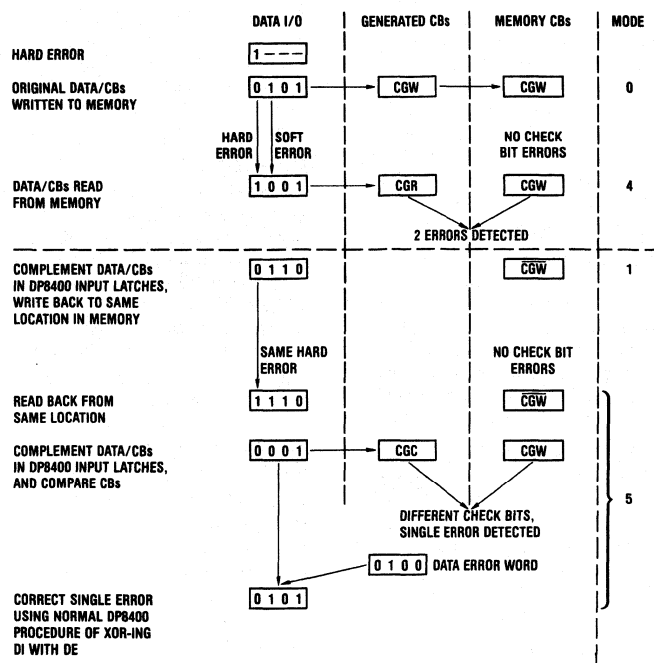 DATA I/O GENERATED CBs MEMORY CBs MODE
HARD ERROR
1 – – –
ORIGINAL DATA/CBs
WRITTEN TO MEMORY
0 1 0 1 CGW CGW 0
HARD ERROR
SOFT ERROR
NO CHECK
BIT ERRORS
DATA/CBs READ
FROM MEMORY
1 0 0 1 CGR CGW 4
2 ERRORS DETECTED
COMPLEMENT DATA/CBs
IN DP8400 INPUT LATCHES,
WRITE BACK TO SAME
LOCATION IN MEMORY
0 1 1 0 C̅G̅W̅ 1
SAME HARD
ERROR
NO CHECK BIT
ERRORS
READ BACK FROM
SAME LOCATION
1 1 1 0 C̅G̅W̅
COMPLEMENT DATA/CBs
IN DP8400 INPUT LATCHES,
AND COMPARE CBs
0 0 0 1 CGC CGW
5
DIFFERENT CHECK BITS,
SINGLE ERROR DETECTED
0 1 0 0 DATA ERROR WORD
CORRECT SINGLE ERROR
USING NORMAL DP8400
PROCEDURE OF XOR-ING
DI WITH DE
0 1 0 1